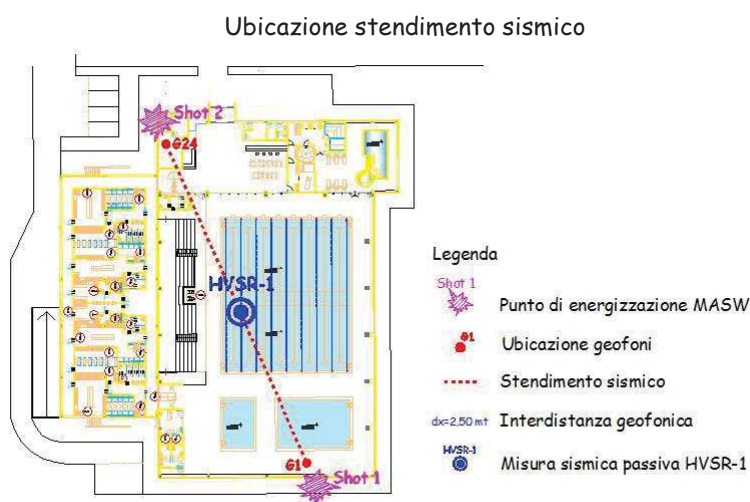 Ubicazione stendimento sismico
Shot 2
G24
HVSR-1
G1
Shot 1
Legenda
Shot 1
Punto di energizzazione MASW
G1
Ubicazione geofoni
Stendimento sismico
dx=2,50 mt Interdistanza geofonica
HVSR-1
Misura sismica passiva HVSR-1